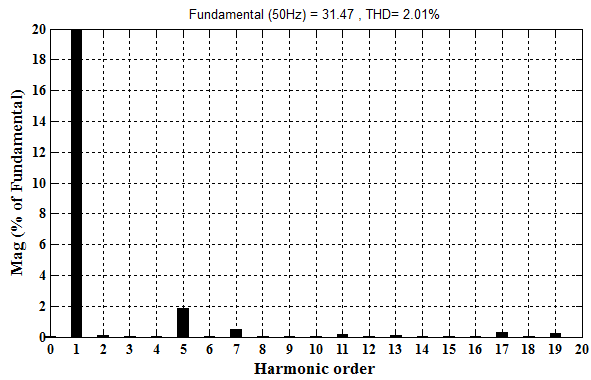 Fundamental (50Hz) = 31.47 , THD= 2.01%
20
18
16
14
12
10
8
6
4
2
0
Mag (% of Fundamental)
0 1 2 3 4 5 6 7 8 9 10 11 12 13 14 15 16 17 18 19 20
Harmonic order